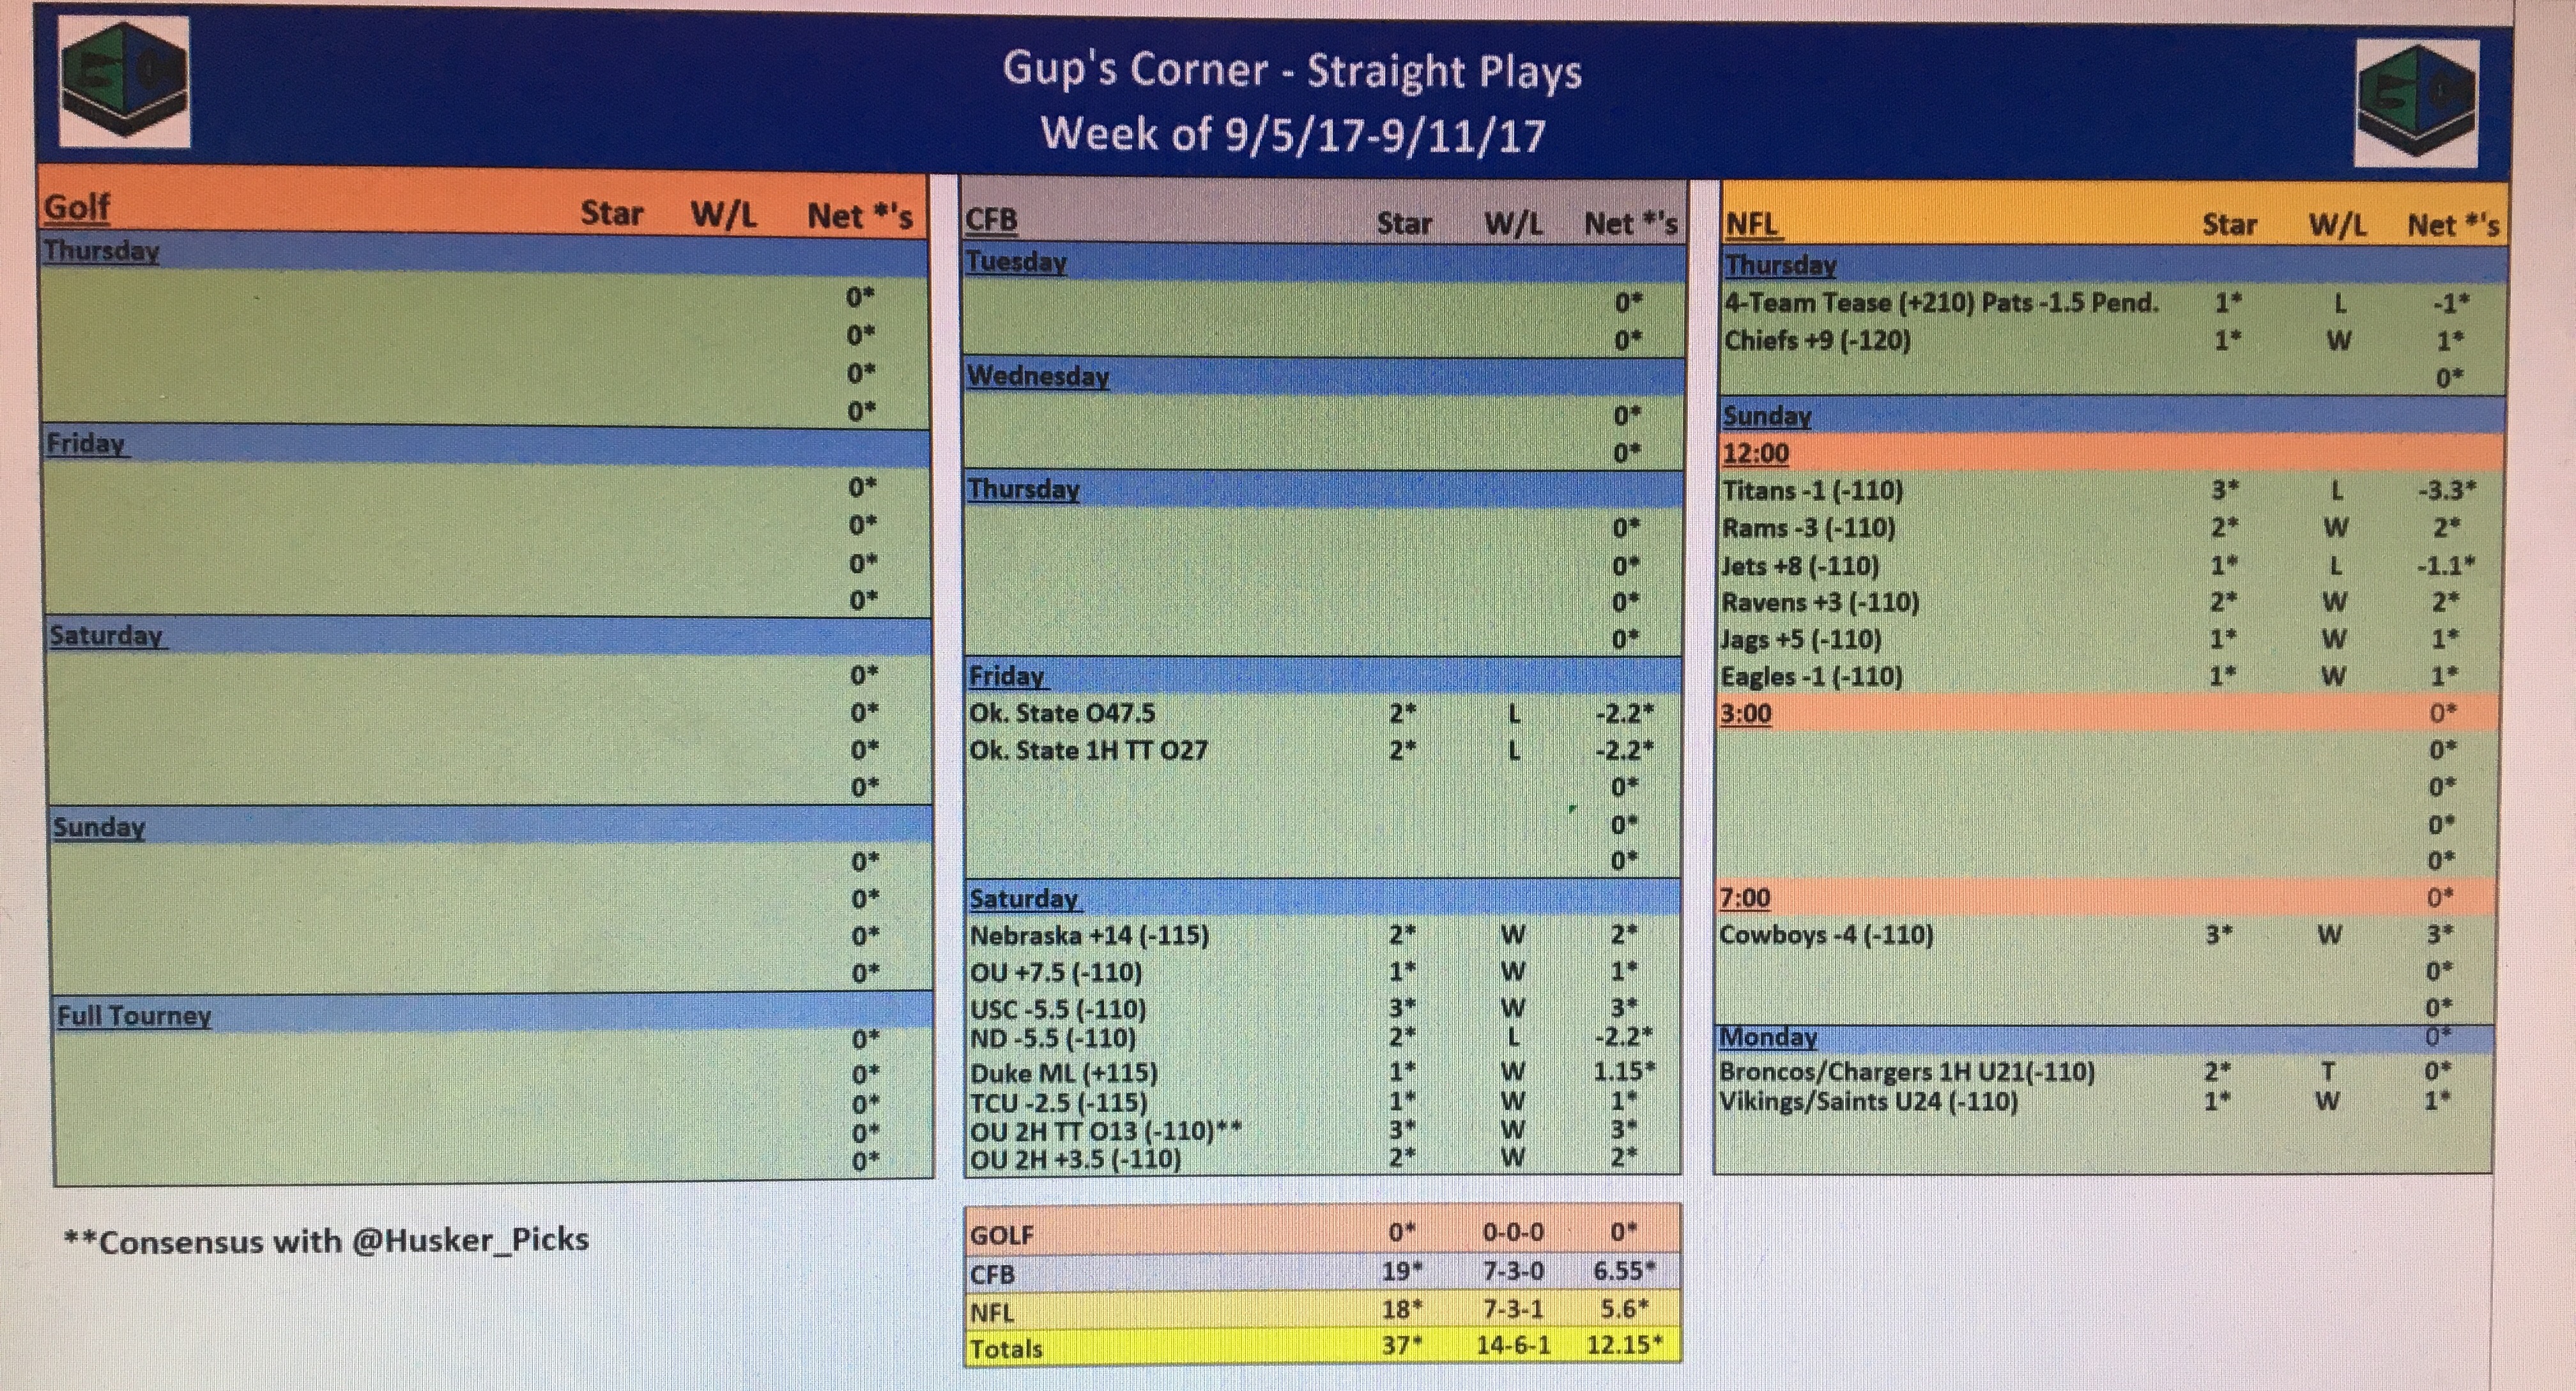 Gup's Corner - Straight Plays
Week of 9/5/17-9/11/17
Golf Star W/L Net *'s
Thursday
0*
0*
0*
0*
Friday
0*
0*
0*
0*
Saturday
0*
0*
0*
0*
Sunday
0*
0*
0*
0*
Full Tourney
0*
0*
0*
0*
0*
**Consensus with @Husker_Picks
CFB Star W/L Net *'s
Tuesday
0*
0*
Wednesday
0*
0*
Thursday
0*
0*
0*
0*
Friday
Ok. State O47.5 2* L -2.2*
Ok. State 1H TT O27 2* L -2.2*
0*
0*
0*
Saturday
Nebraska +14 (-115) 2* W 2*
OU +7.5 (-110) 1* W 1*
USC -5.5 (-110) 3* W 3*
ND -5.5 (-110) 2* L -2.2*
Duke ML (+115) 1* W 1.15*
TCU -2.5 (-115) 1* W 1*
OU 2H TT O13 (-110)** 3* W 3*
OU 2H +3.5 (-110) 2* W 2*
NFL Star W/L Net *'s
Thursday
4-Team Tease (+210) Pats -1.5 Pend. 1* L -1*
Chiefs +9 (-120) 1* W 1*
0*
Sunday
12:00
Titans -1 (-110) 3* L -3.3*
Rams -3 (-110) 2* W 2*
Jets +8 (-110) 1* L -1.1*
Ravens +3 (-110) 2* W 2*
Jags +5 (-110) 1* W 1*
Eagles -1 (-110) 1* W 1*
3:00 0*
0*
0*
0*
0*
7:00 0*
Cowboys -4 (-110) 3* W 3*
0*
0*
Monday 0*
Broncos/Chargers 1H U21(-110) 2* T 0*
Vikings/Saints U24 (-110) 1* W 1*
GOLF 0* 0-0-0 0*
CFB 19* 7-3-0 6.55*
NFL 18* 7-3-1 5.6*
Totals 37* 14-6-1 12.15*